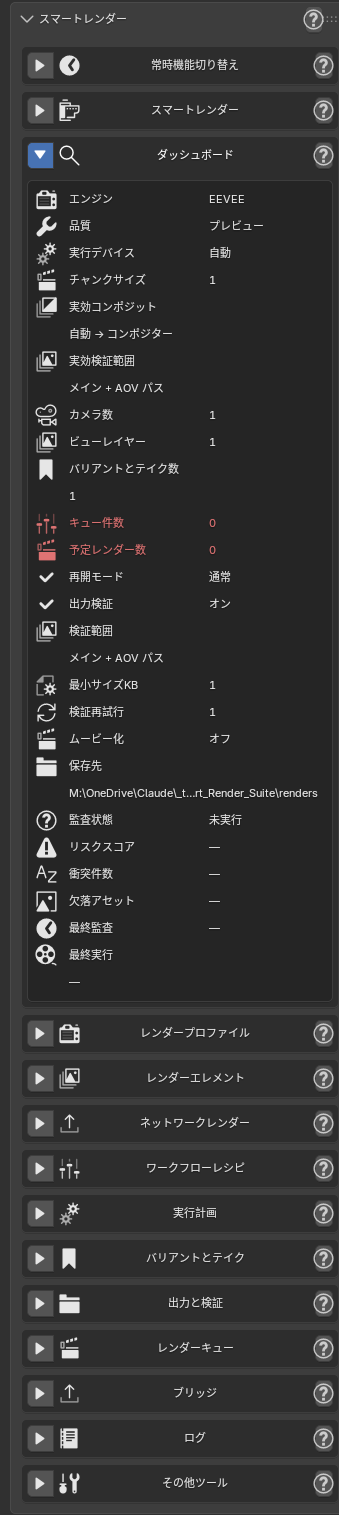 スマートレンダー
常時機能切り替え
スマートレンダー
ダッシュボード
エンジン EEVEE
品質 プレビュー
実行デバイス 自動
チャンクサイズ 1
実効コンポジット
自動 → コンポジター
実効検証範囲
メイン + AOV パス
カメラ数 1
ビューレイヤー 1
バリアントとテイク数
1
キュー件数 0
予定レンダー数 0
再開モード 通常
出力検証 オン
検証範囲
メイン + AOV パス
最小サイズKB 1
検証再試行 1
ムービー化 オフ
保存先
M:\OneDrive\Claude\_t...rt_Render_Suite\renders
監査状態 未実行
リスクスコア —
衝突件数 —
欠落アセット —
最終監査 —
最終実行
—
レンダープロファイル
レンダーエレメント
ネットワークレンダー
ワークフローレシピ
実行計画
バリアントとテイク
出力と検証
レンダーキュー
ブリッジ
ログ
その他ツール